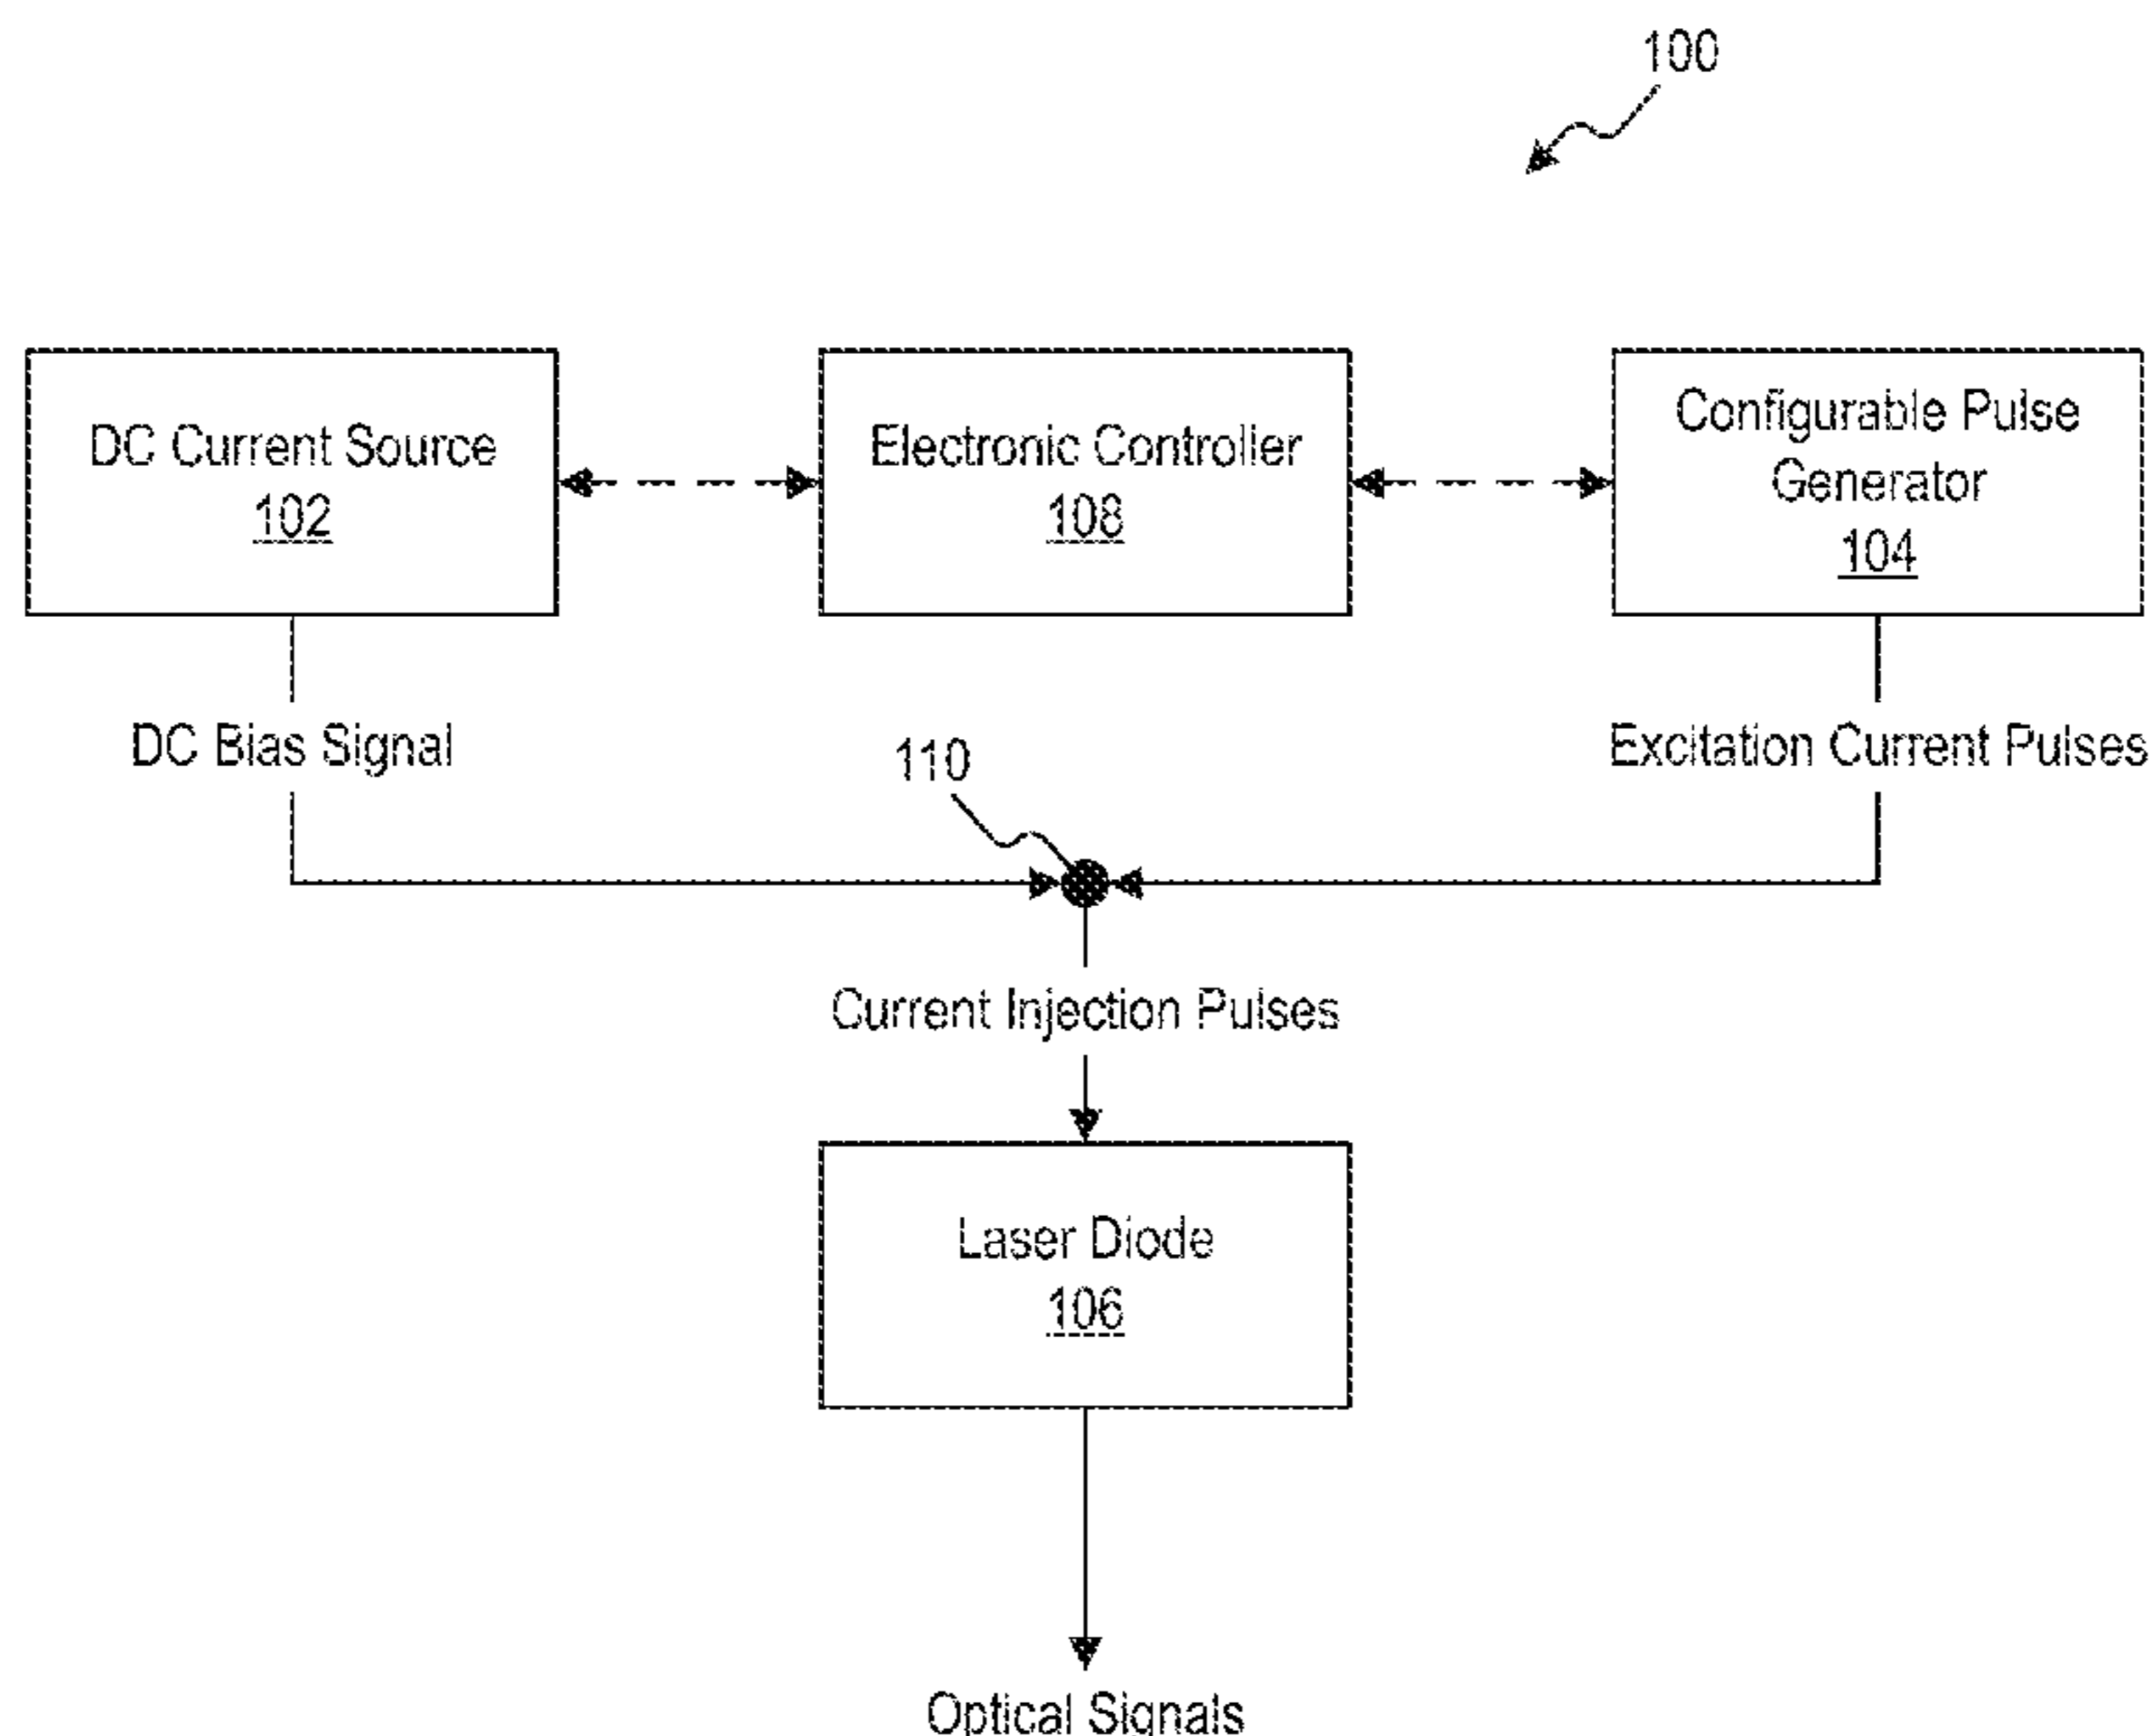 100
DC Current Source
102
Electronic Controller
108
Configurable Pulse
Generator
104
DC Bias Signal
110
Excitation Current Pulses
Current Injection Pulses
Laser Diode
106
Optical Signals